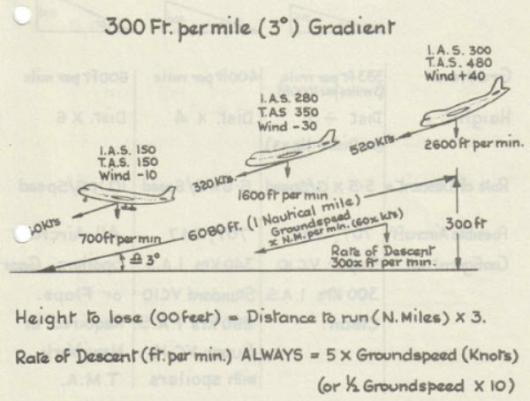 300 Ft. per mile (3°) Gradient
I.A.S. 300
T.A.S. 480
Wind +40
I.A.S. 280
T.A.S 350
Wind -30
520 KTS.
2600 ft per min.
I.A.S. 150
T.A.S. 150
Wind -10
320 KTS.
1600 ft per min.
KTS
700 ft per min
6080 ft. (1 Nautical mile)
300 ft
Groundspeed
x N.M. per min. (60 x kts)
≏ 3°
Rate of Descent
300x ft per min.
Height to lose (00 feet) = Distance to run (N. Miles) x 3.
Rate of Descent (ft. per min.) ALWAYS = 5 x Groundspeed (Knots)
(or ½ Groundspeed x 10)